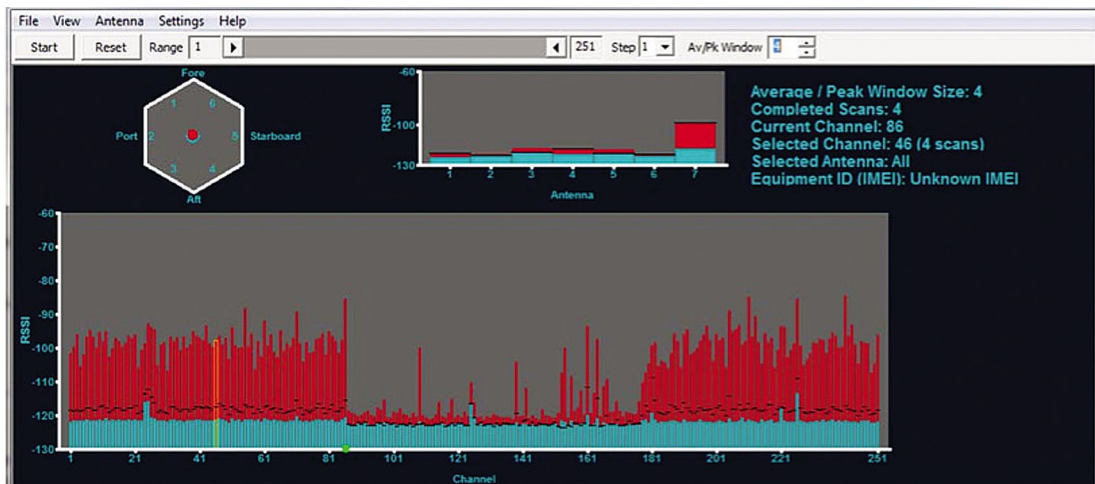 File View Antenna Settings Help
Start Reset Range 1 251 Step 1 Av/Pk Window 4
Fore
1 6
Port 2 5 Starboard
3 4
Aft
-60
-100
-130
RSSI
1 2 3 4 5 6 7
Antenna
Average / Peak Window Size: 4
Completed Scans: 4
Current Channel: 86
Selected Channel: 46 (4 scans)
Selected Antenna: All
Equipment ID (IMEI): Unknown IMEI
-60
-70
-80
-90
-100
-110
-120
-130
RSSI
1 21 41 61 81 101 121 141 161 181 201 221 251
Channel